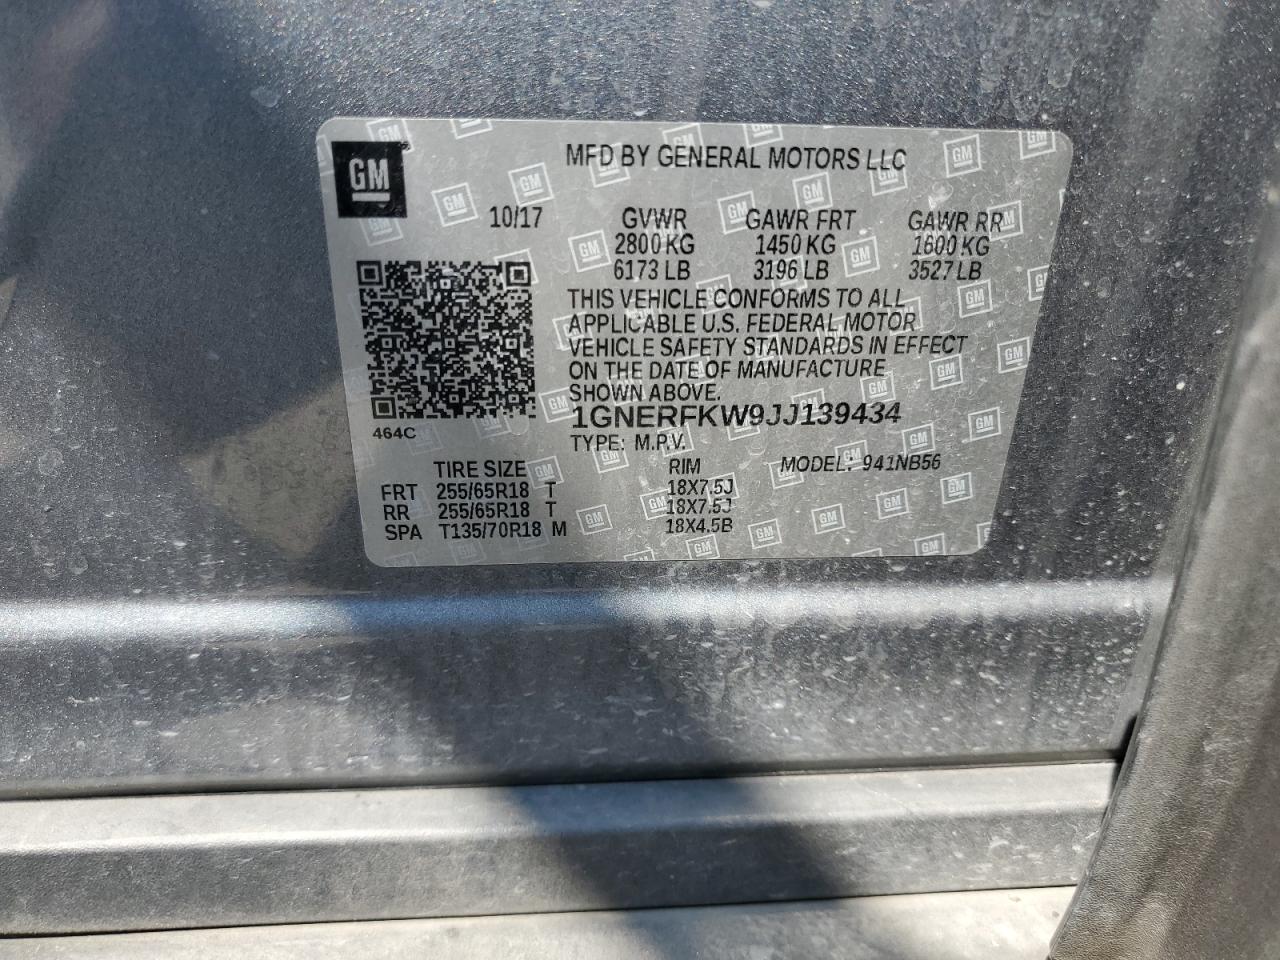 GM
MFD BY GENERAL MOTORS LLC
10/17 GVWR GAWR FRT GAWR RR
2800 KG 1450 KG 1600 KG
6173 LB 3196 LB 3527 LB
THIS VEHICLE CONFORMS TO ALL
APPLICABLE U.S. FEDERAL MOTOR
VEHICLE SAFETY STANDARDS IN EFFECT
ON THE DATE OF MANUFACTURE
SHOWN ABOVE.
1GNERFKW9JJ139434
464C
TYPE: M.P.V.
TIRE SIZE RIM MODEL: 941NB56
FRT 255/65R18 T 18X7.5J
RR 255/65R18 T 18X7.5J
SPA T135/70R18 M 18X4.5B